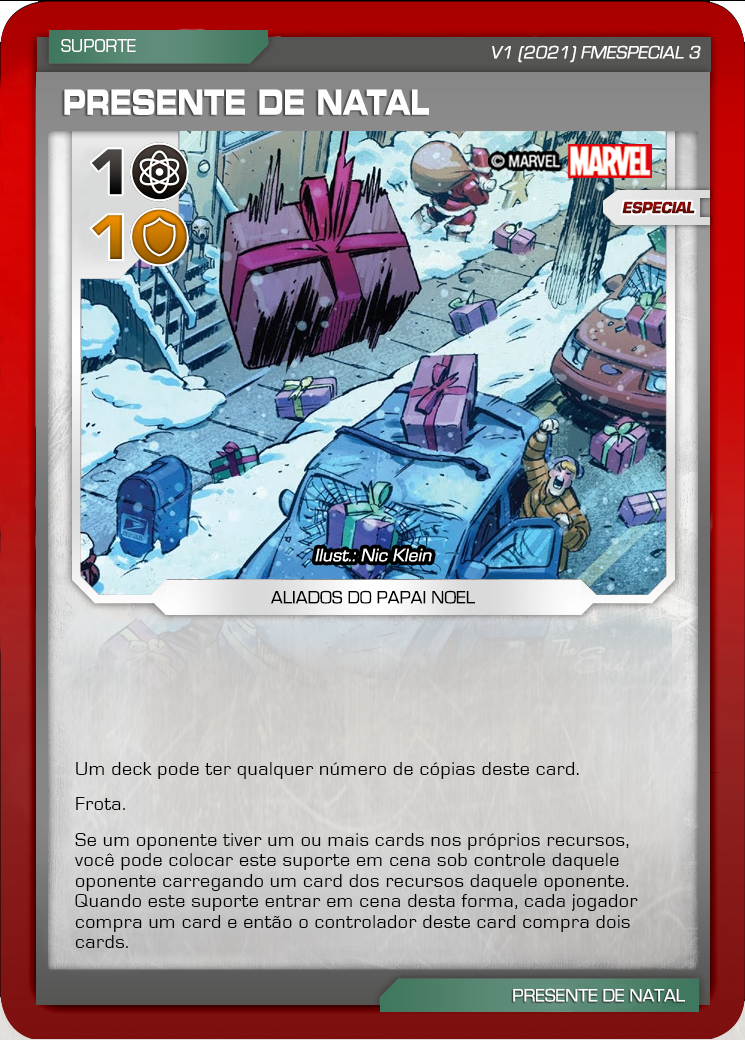 SUPORTE
V1 (2021) FMESPECIAL 3
PRESENTE DE NATAL
1
© MARVEL MARVEL
10
ESPECIAL
Ilust.: Nic Klein
ALIADOS DO PAPAI NOEL
Um deck pode ter qualquer número de cópias deste card.
Frota.
Se um oponente tiver um ou mais cards nos próprios recursos,
você pode colocar este suporte em cena sob controle daquele
oponente carregando um card dos recursos daquele oponente.
Quando este suporte entrar em cena desta forma, cada jogador
compra um card e então o controlador deste card compra dois
cards.
PRESENTE DE NATAL